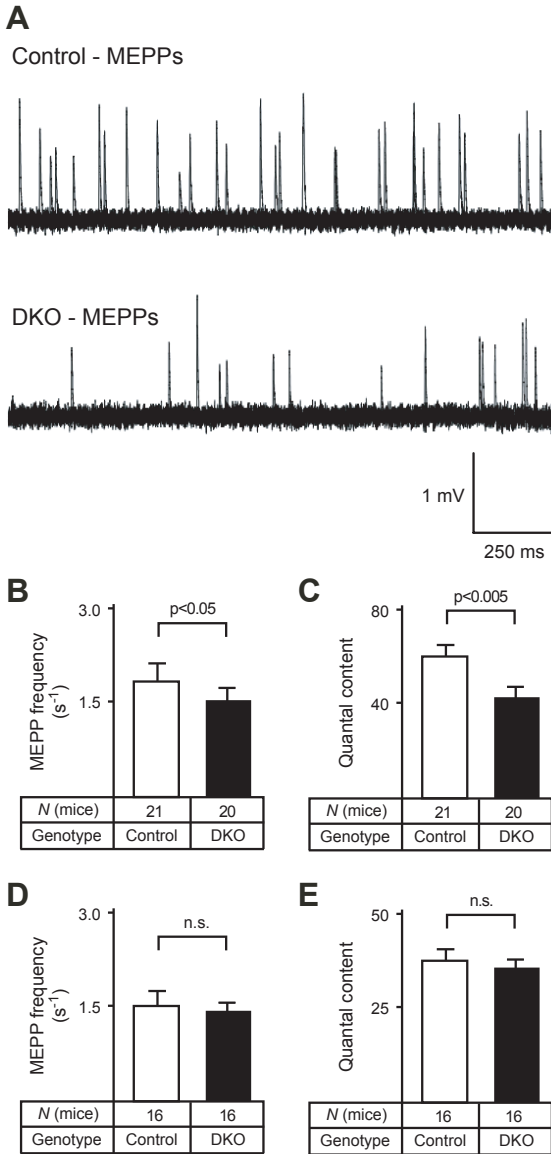 A
Control - MEPPs
DKO - MEPPs
1 mV
250 ms
B
MEPP frequency
(s⁻¹)
3.0
1.5
p<0.05
N (mice) 21 20
Genotype Control DKO
C
Quantal content
80
40
p<0.005
N (mice) 21 20
Genotype Control DKO
D
MEPP frequency
(s⁻¹)
3.0
1.5
n.s.
N (mice) 16 16
Genotype Control DKO
E
Quantal content
50
25
n.s.
N (mice) 16 16
Genotype Control DKO